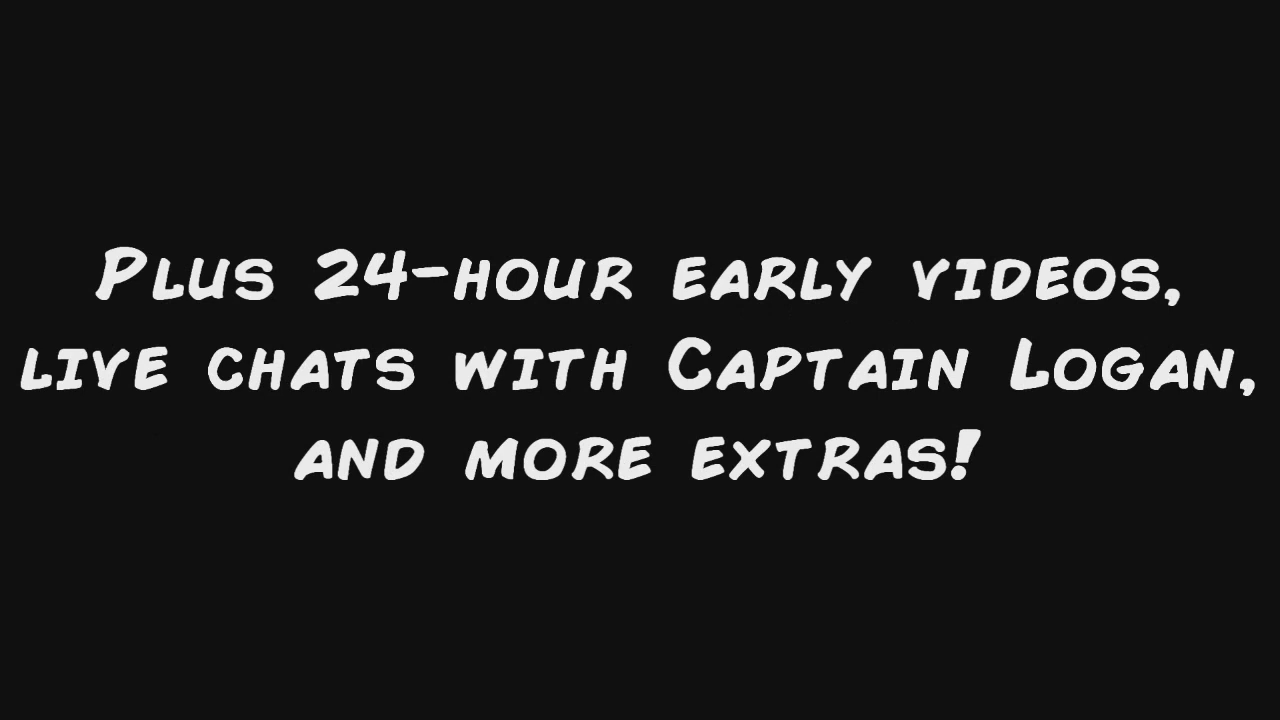 Plus 24-hour early videos,
live chats with Captain Logan,
and more extras!